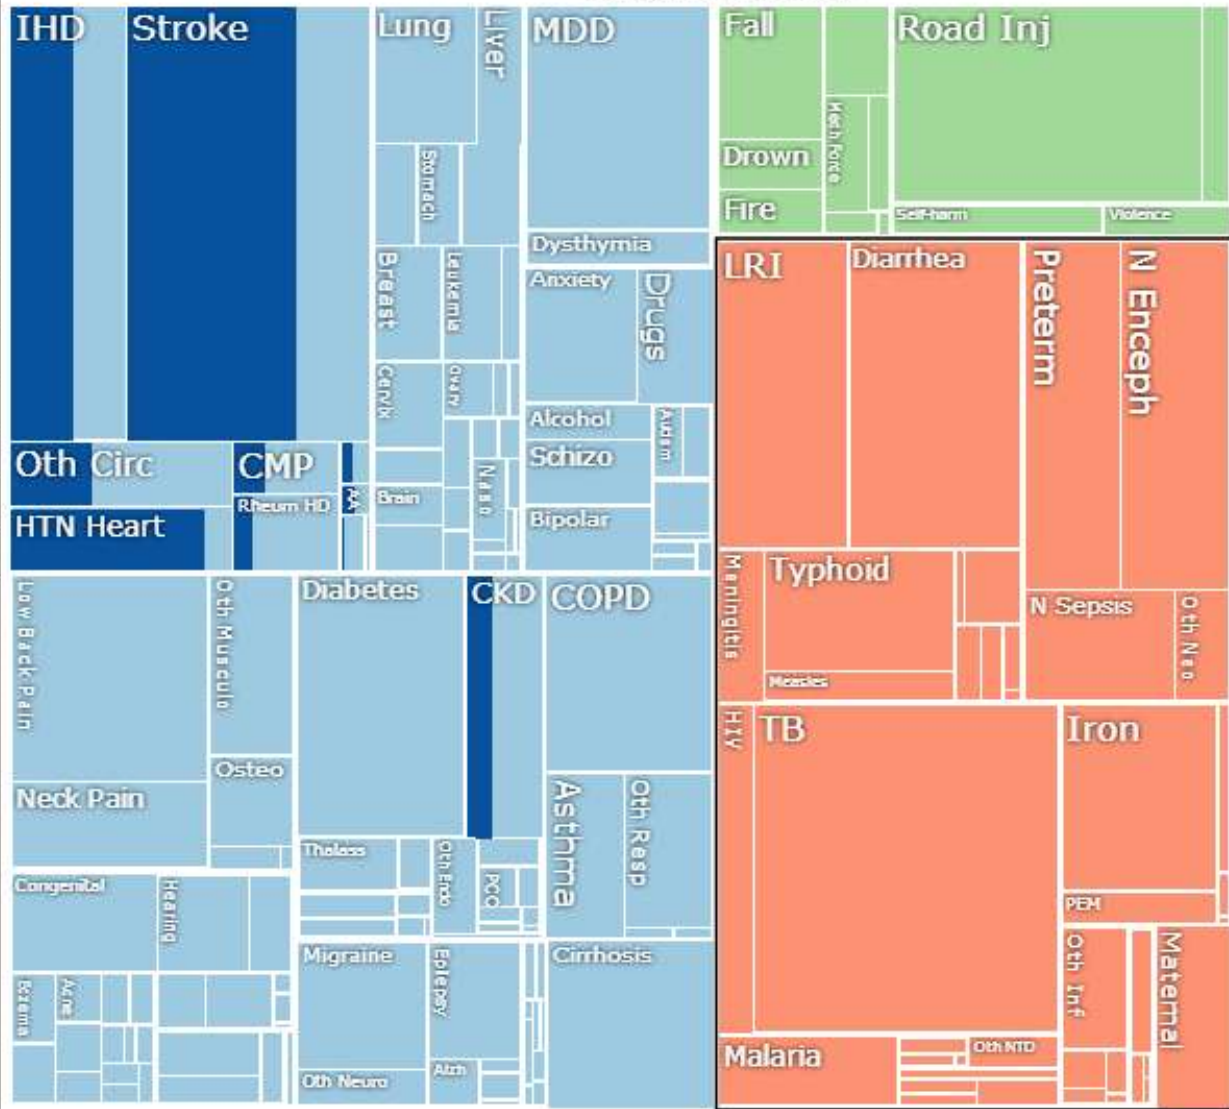 IHD
Stroke
Lung
Liver
MDD
Fall
Road Inj
Mech Force
Drown
Fire
Self-harm
Violence
Stomach
Dysthymia
Breast
Leukemia
Anxiety
Drugs
LRI
Diarrhea
Preterm
N Enceph
Cervix
Ovary
Alcohol
Autism
Oth Circ
CMP
Schizo
AA
Brain
Naso
Rheum HD
HTN Heart
Bipolar
Meningitis
Typhoid
Measles
N Sepsis
Oth Neo
Low Back Pain
Oth Musculo
Diabetes
CKD
COPD
Osteo
Neck Pain
Asthma
Oth Resp
HIV
TB
Iron
Thalass
Oth Endo
PCO
PEM
Congenital
Hearing
Migraine
Epilepsy
Cirrhosis
Oth Inf
Maternal
Eczema
Acne
Alzh
Oth Neuro
Malaria
Oth NTD